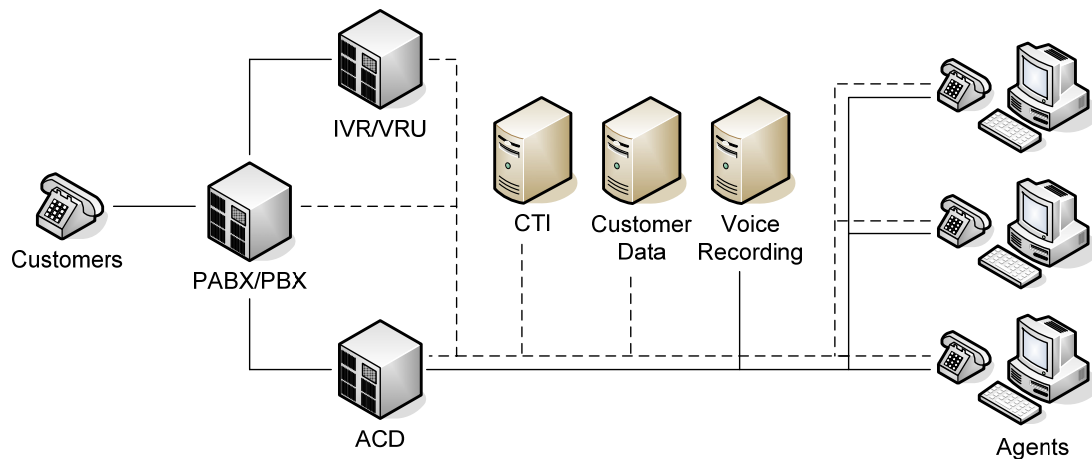 IVR/VRU
Customers
PABX/PBX
CTI
Customer
Data
Voice
Recording
ACD
Agents